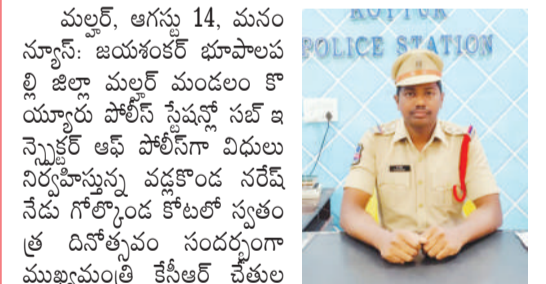 మల్హర్, ఆగస్టు 14, మనం
న్యూస్: జయశంకర్ భూపాలప
ల్లి జిల్లా మల్హర్ మండలం కొ
య్యూరు పోలీస్ స్టేషన్లో సబ్ ఇ
న్స్పెక్టర్ ఆఫ్ పోలీస్‌గా విధులు
నిర్వహిస్తున్న వడ్లకొండ నరేష్
నేడు గోల్కొండ కోటలో స్వతం
త్ర దినోత్సవం సందర్భంగా
ముఖ్యమంత్రి కేసీఆర్ చేతుల
POLICE STATION